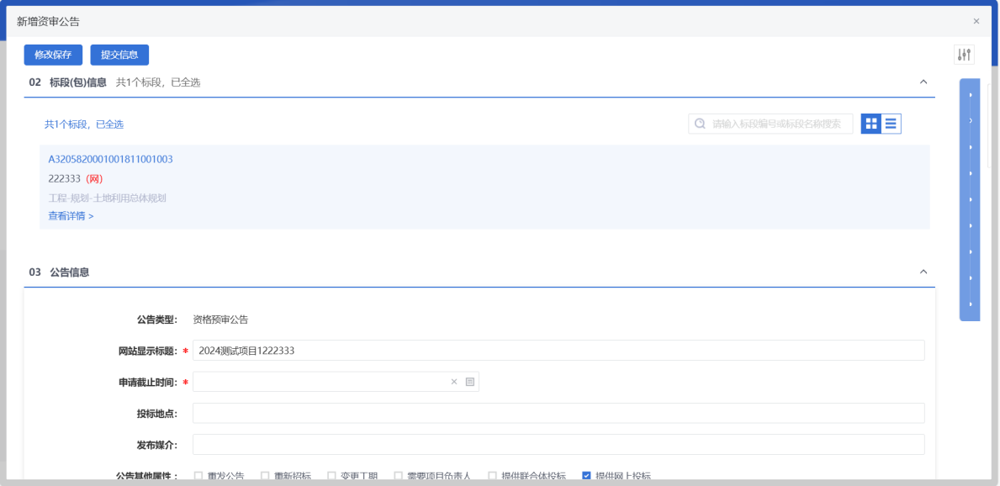 新增资审公告
修改保存 提交信息
02 标段(包)信息 共1个标段，已全选
共1个标段，已全选 请输入标段编号或标段名称搜索
A3205820001001811001003
222333 (网)
工程-规划-土地利用总体规划
查看详情 >
03 公告信息
公告类型： 资格预审公告
网站显示标题：* 2024测试项目1222333
申请截止时间：*
投标地点：
发布媒介：
公告其他属性： 重发公告 重新招标 变更工期 需要项目负责人 提供联合体投标 提供网上投标